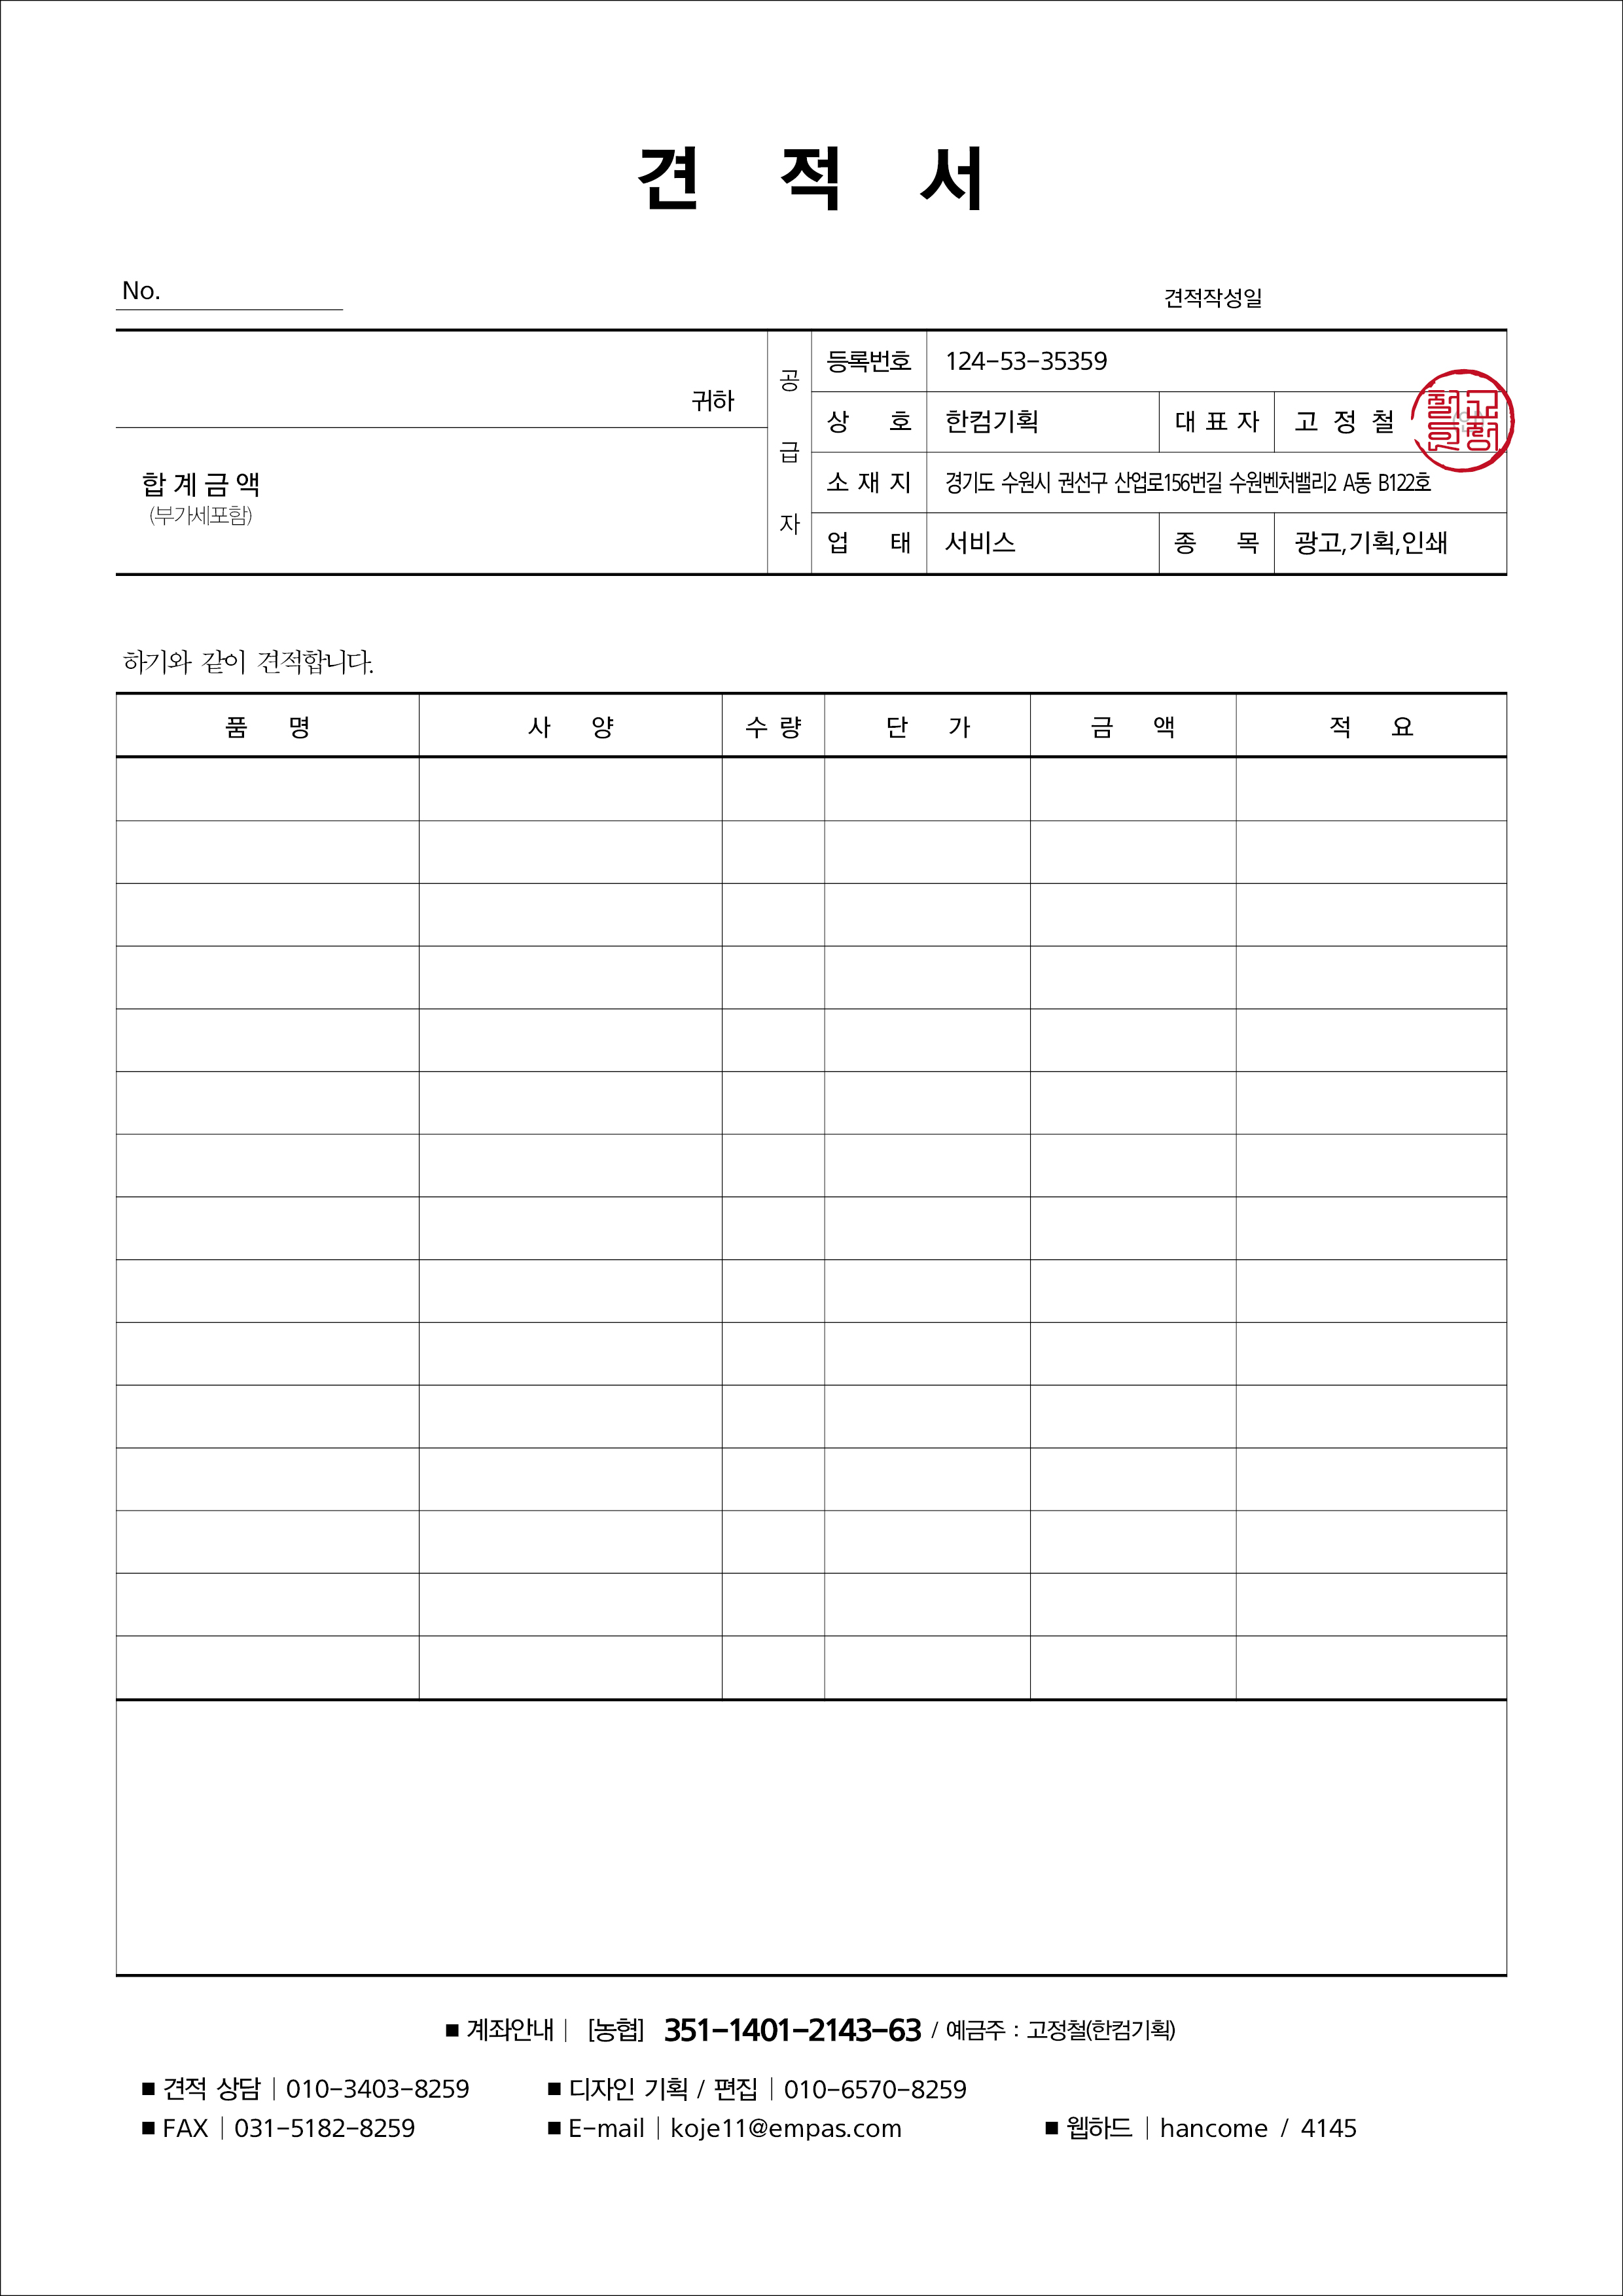 견 적 서
No.
견적작성일
귀하
합계금액
(부가세포함)
공급자
등록번호 124-53-35359
상 호 한컴기획 대표자 고 정 철
소재지 경기도 수원시 권선구 산업로156번길 수원벤처밸리2 A동 B122호
업 태 서비스 종 목 광고,기획,인쇄
하기와 같이 견적합니다.
품 명 사 양 수 량 단 가 금 액 적 요
■ 계좌안내 | [농협] 351-1401-2143-63 / 예금주 : 고정철(한컴기획)
■ 견적 상담 | 010-3403-8259 ■ 디자인 기획 / 편집 | 010-6570-8259
■ FAX | 031-5182-8259 ■ E-mail | koje11@empas.com ■ 웹하드 | hancome / 4145